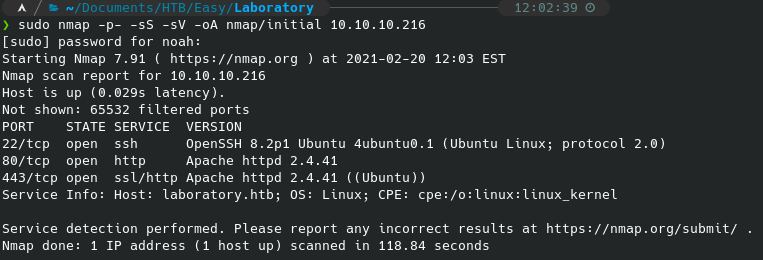 ~/Documents/HTB/Easy/Laboratory 12:02:39
❯ sudo nmap -p- -sS -sV -oA nmap/initial 10.10.10.216
[sudo] password for noah:
Starting Nmap 7.91 ( https://nmap.org ) at 2021-02-20 12:03 EST
Nmap scan report for 10.10.10.216
Host is up (0.029s latency).
Not shown: 65532 filtered ports
PORT    STATE SERVICE  VERSION
22/tcp  open  ssh      OpenSSH 8.2p1 Ubuntu 4ubuntu0.1 (Ubuntu Linux; protocol 2.0)
80/tcp  open  http     Apache httpd 2.4.41
443/tcp open  ssl/http Apache httpd 2.4.41 ((Ubuntu))
Service Info: Host: laboratory.htb; OS: Linux; CPE: cpe:/o:linux:linux_kernel
Service detection performed. Please report any incorrect results at https://nmap.org/submit/ .
Nmap done: 1 IP address (1 host up) scanned in 118.84 seconds